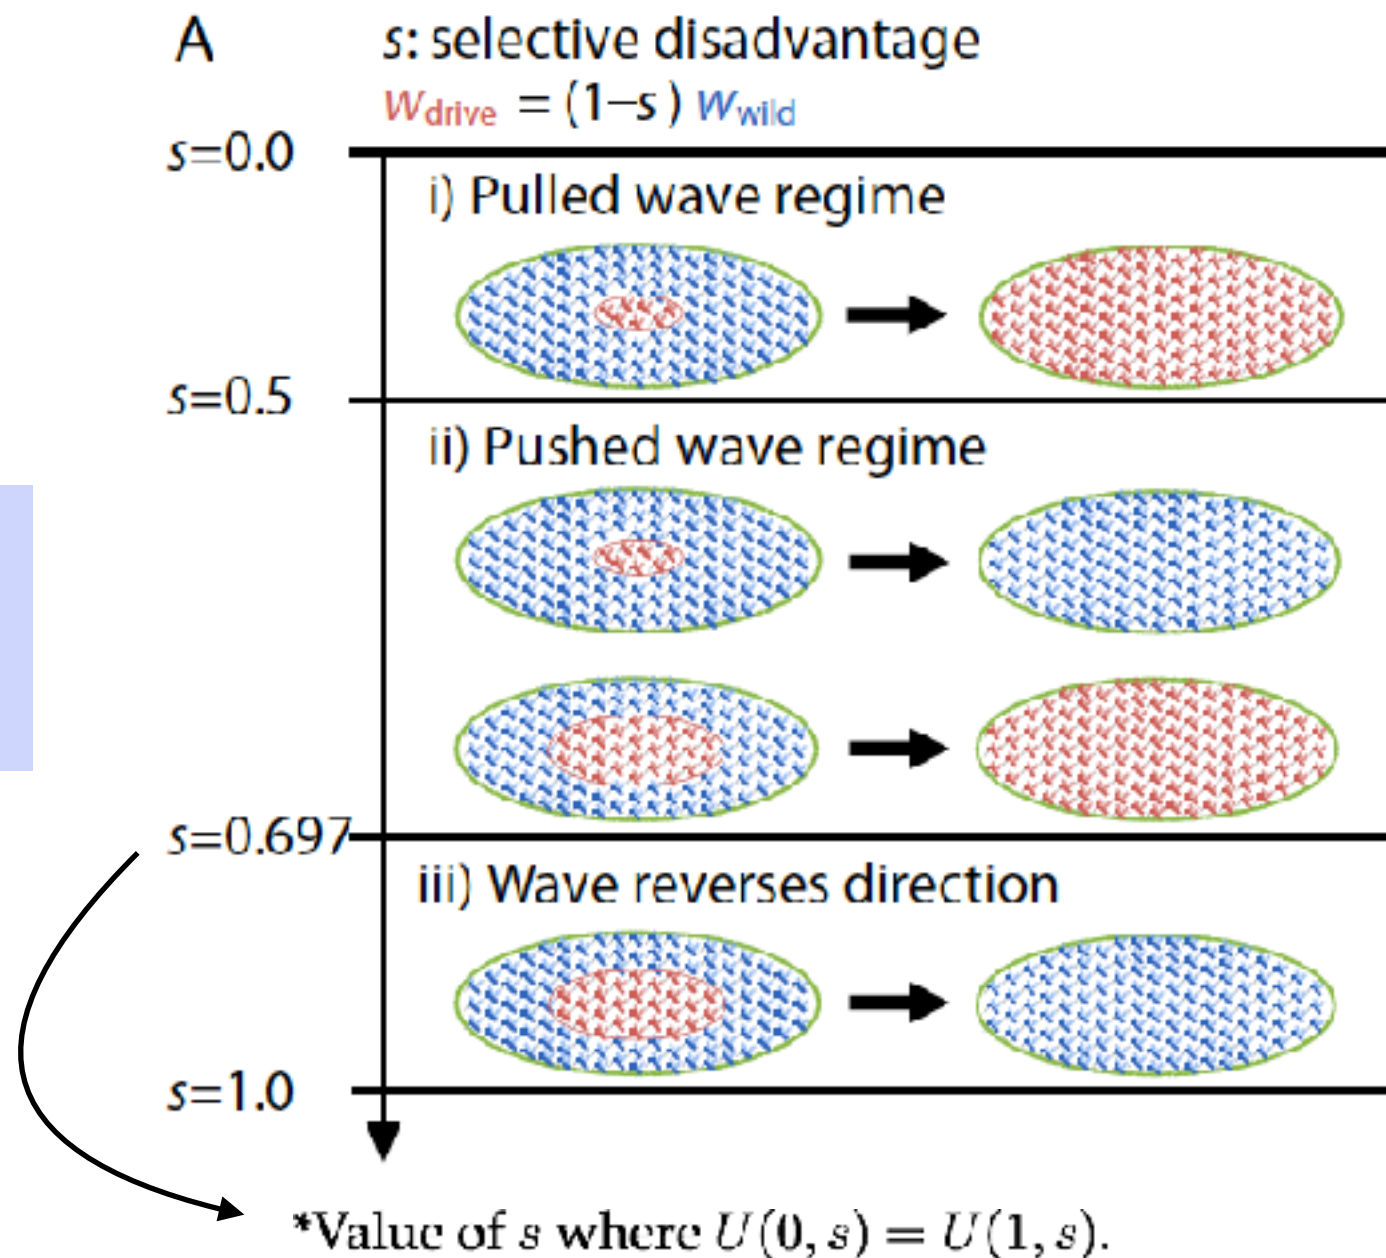 A
s: selective disadvantage
w_drive = (1–s) w_wild
s=0.0
i) Pulled wave regime
s=0.5
ii) Pushed wave regime
s=0.697
iii) Wave reverses direction
s=1.0
*Value of s where U(0, s) = U(1, s).